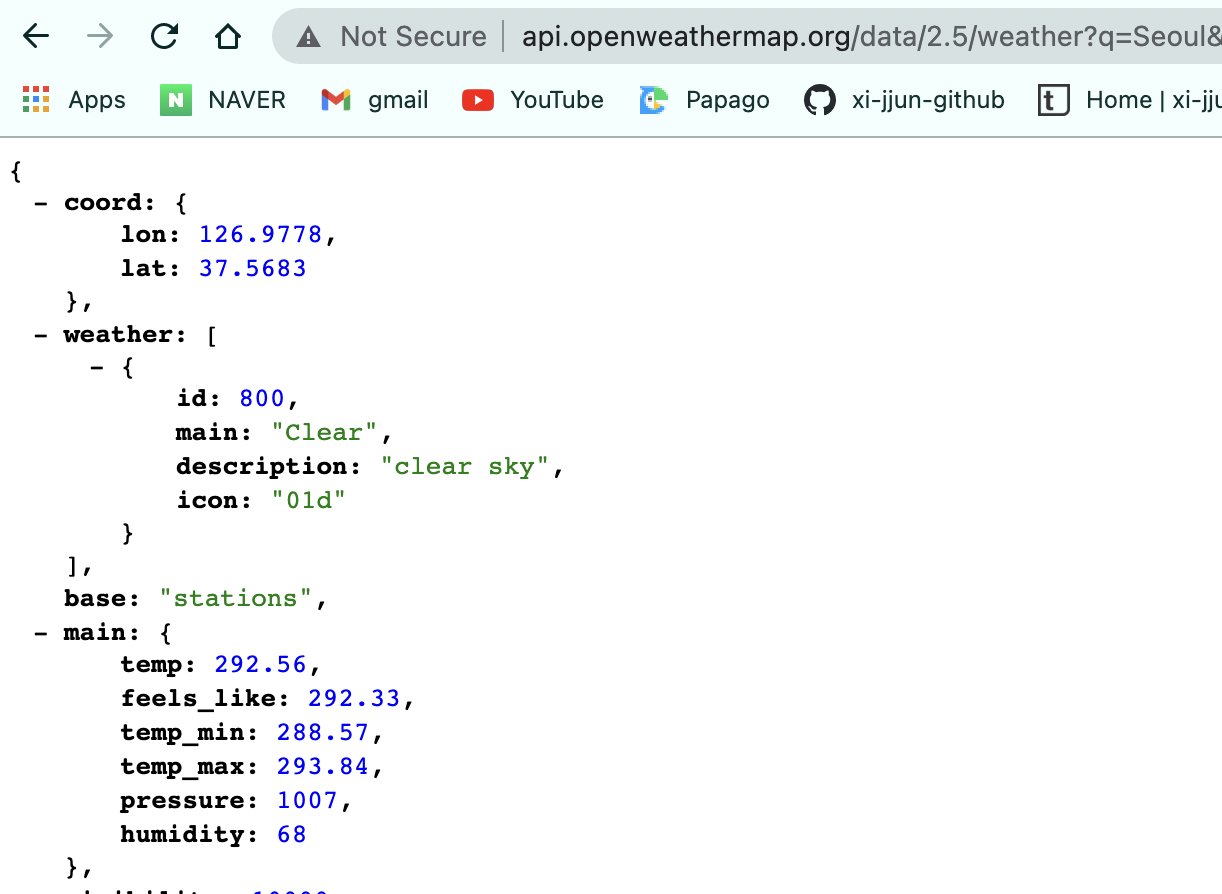 Not Secure api.openweathermap.org/data/2.5/weather?q=Seoul&
Apps N NAVER gmail YouTube Papago xi-jjun-github t Home | xi-jju
{
- coord: {
lon: 126.9778,
lat: 37.5683
},
- weather: [
- {
id: 800,
main: "Clear",
description: "clear sky",
icon: "01d"
}
],
base: "stations",
- main: {
temp: 292.56,
feels_like: 292.33,
temp_min: 288.57,
temp_max: 293.84,
pressure: 1007,
humidity: 68
},